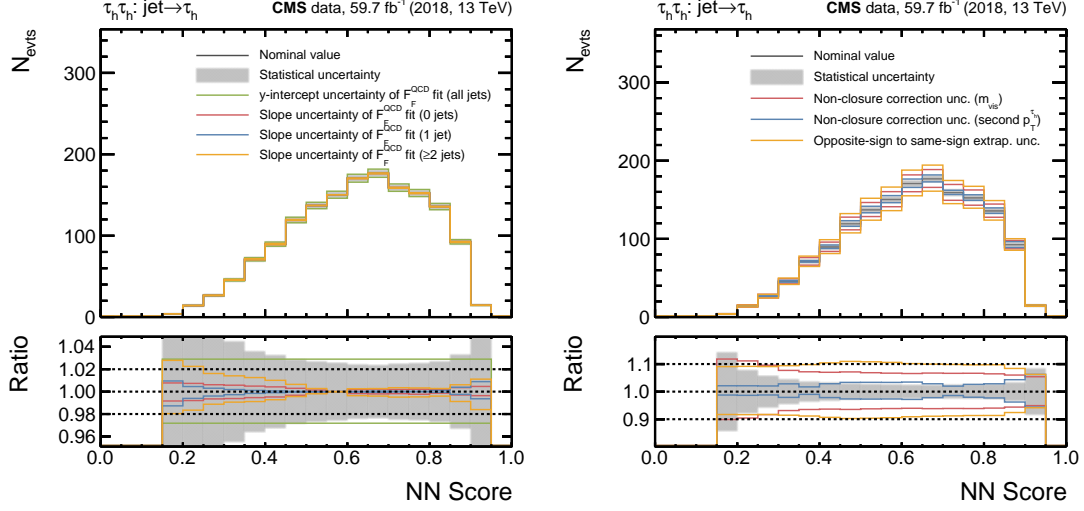 τhτh: jet→τh CMS data, 59.7 fb⁻¹ (2018, 13 TeV)
Nevts
300
200
100
0
Nominal value
Statistical uncertainty
y-intercept uncertainty of F_F^QCD fit (all jets)
Slope uncertainty of F_F^QCD fit (0 jets)
Slope uncertainty of F_F^QCD fit (1 jet)
Slope uncertainty of F_F^QCD fit (≥2 jets)
Ratio
1.04
1.02
1.00
0.98
0.96
0.0 0.2 0.4 0.6 0.8 1.0
NN Score
τhτh: jet→τh CMS data, 59.7 fb⁻¹ (2018, 13 TeV)
Nevts
300
200
100
0
Nominal value
Statistical uncertainty
Non-closure correction unc. (m_vis)
Non-closure correction unc. (second p_T^τh)
Opposite-sign to same-sign extrap. unc.
Ratio
1.1
1.0
0.9
0.0 0.2 0.4 0.6 0.8 1.0
NN Score